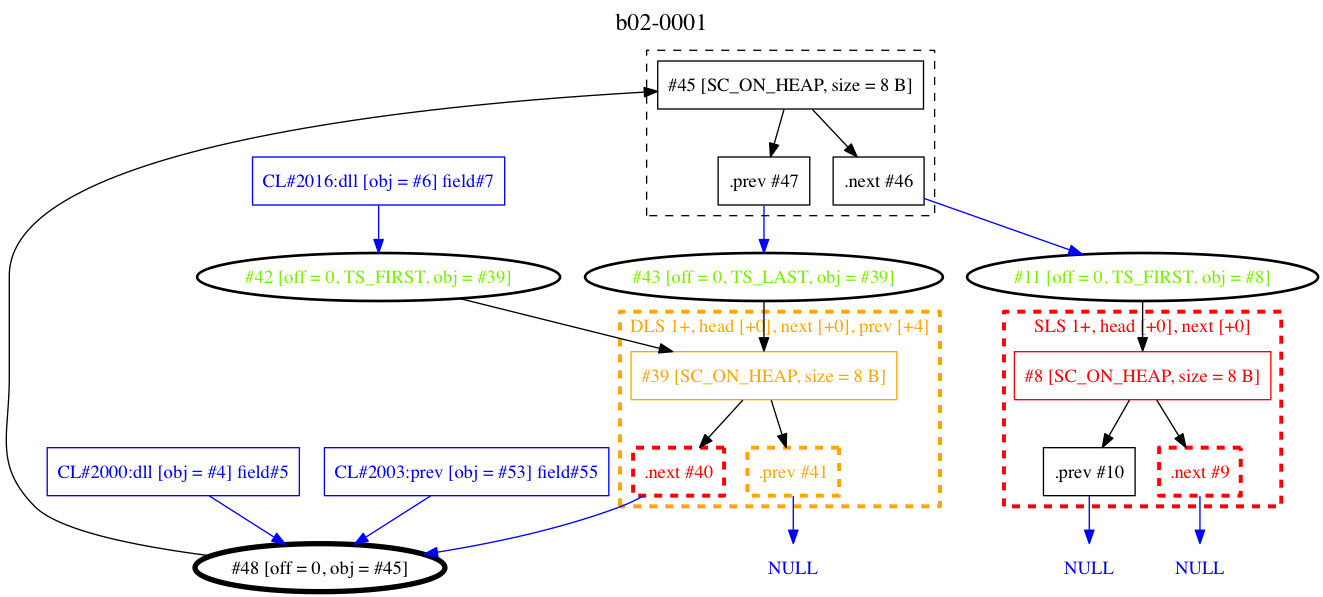 b02-0001
#45 [SC_ON_HEAP, size = 8 B]
CL#2016:dll [obj = #6] field#7
.prev #47
.next #46
#42 [off = 0, TS_FIRST, obj = #39]
#43 [off = 0, TS_LAST, obj = #39]
#11 [off = 0, TS_FIRST, obj = #8]
DLS 1+, head [+0], next [+0], prev [+4]
SLS 1+, head [+0], next [+0]
#39 [SC_ON_HEAP, size = 8 B]
#8 [SC_ON_HEAP, size = 8 B]
CL#2000:dll [obj = #4] field#5
CL#2003:prev [obj = #53] field#55
.next #40
.prev #41
.prev #10
.next #9
#48 [off = 0, obj = #45]
NULL
NULL
NULL